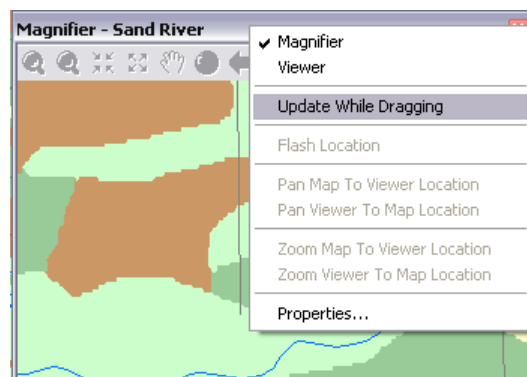 Magnifier - Sand River
Magnifier
Viewer
Update While Dragging
Flash Location
Pan Map To Viewer Location
Pan Viewer To Map Location
Zoom Map To Viewer Location
Zoom Viewer To Map Location
Properties...